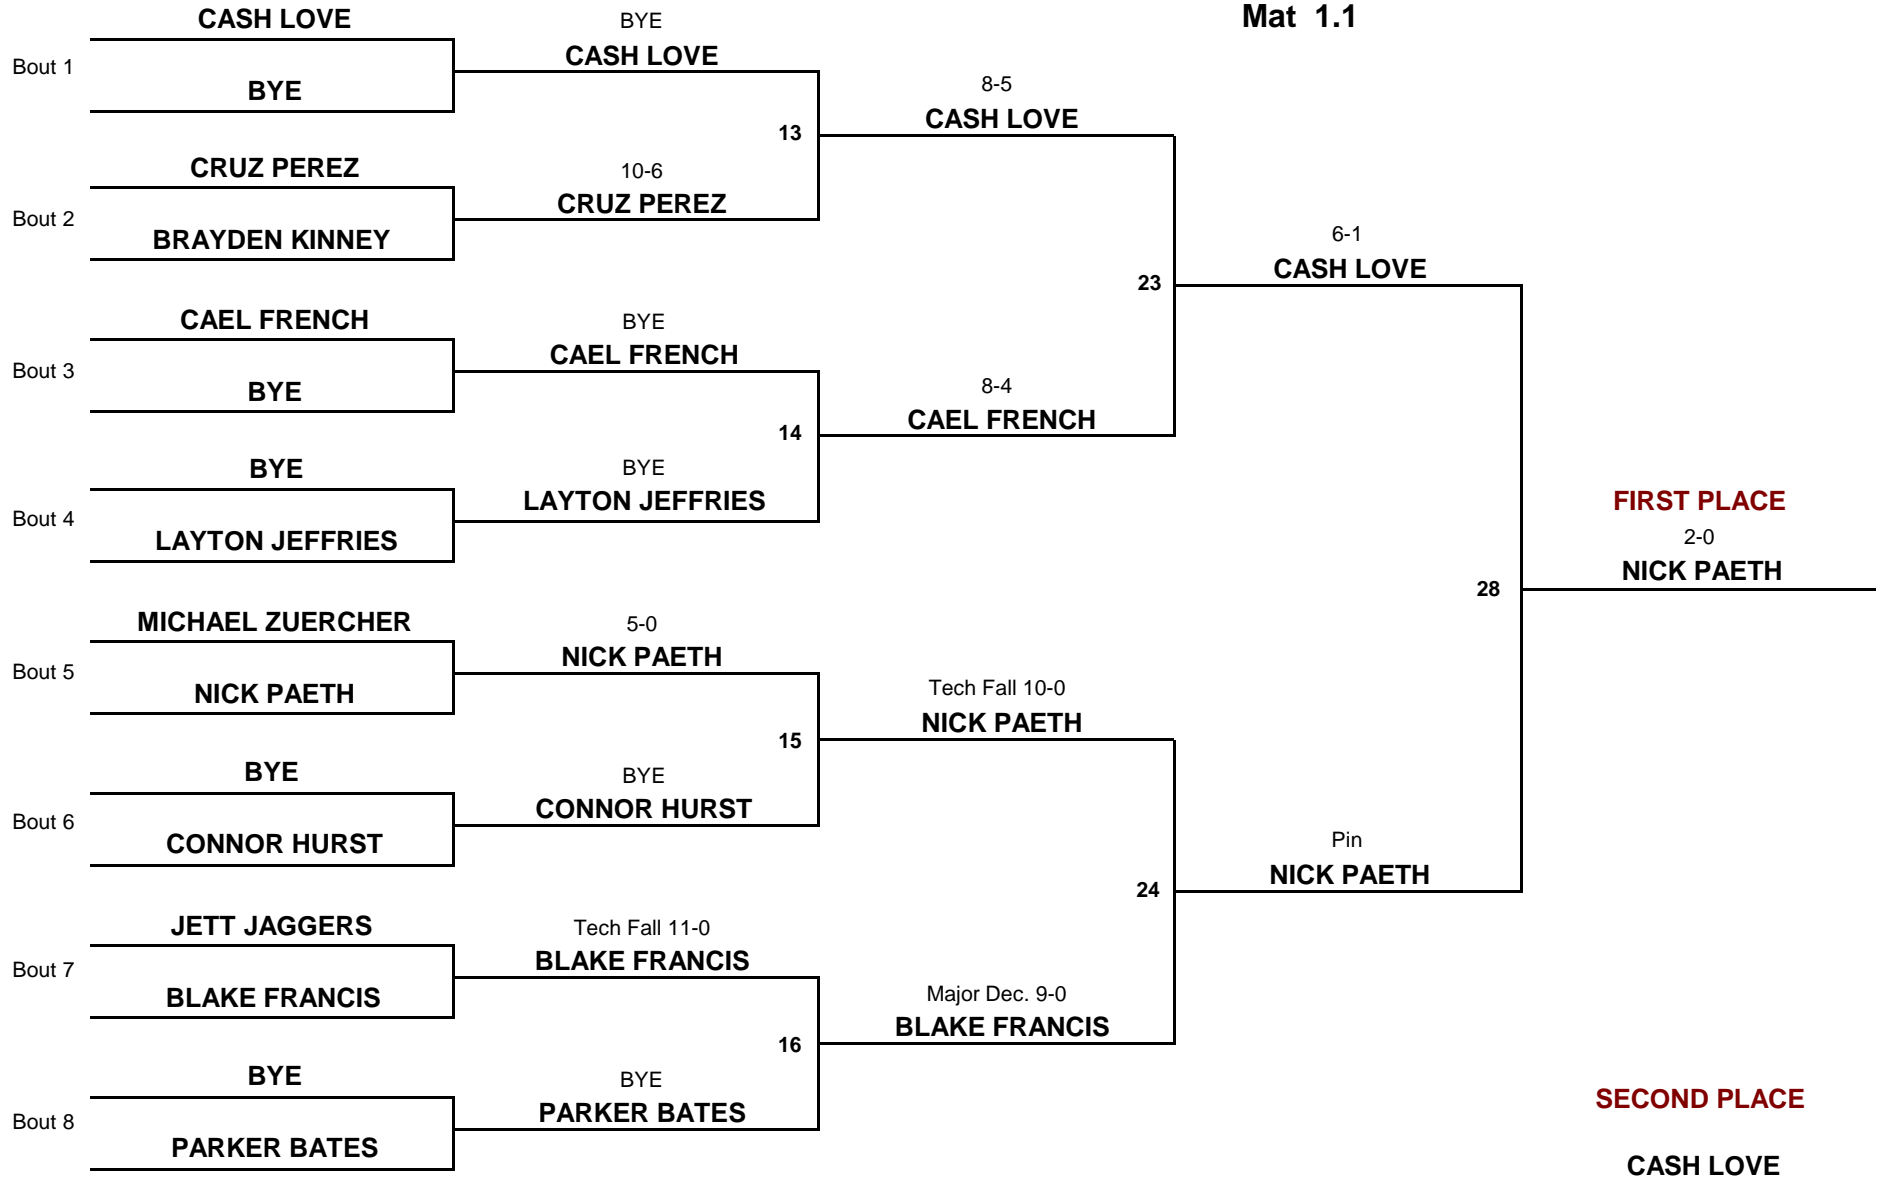 Mat 1.1
CASH LOVE
Bout 1
BYE
CRUZ PEREZ
Bout 2
BRAYDEN KINNEY
CAEL FRENCH
Bout 3
BYE
BYE
Bout 4
LAYTON JEFFRIES
MICHAEL ZUERCHER
Bout 5
NICK PAETH
BYE
Bout 6
CONNOR HURST
JETT JAGGERS
Bout 7
BLAKE FRANCIS
BYE
Bout 8
PARKER BATES
BYE
CASH LOVE
13
10-6
CRUZ PEREZ
BYE
CAEL FRENCH
14
BYE
LAYTON JEFFRIES
5-0
NICK PAETH
15
BYE
CONNOR HURST
Tech Fall 11-0
BLAKE FRANCIS
16
BYE
PARKER BATES
8-5
CASH LOVE
23
8-4
CAEL FRENCH
Tech Fall 10-0
NICK PAETH
24
Major Dec. 9-0
BLAKE FRANCIS
6-1
CASH LOVE
28
Pin
NICK PAETH
FIRST PLACE
2-0
NICK PAETH
SECOND PLACE
CASH LOVE